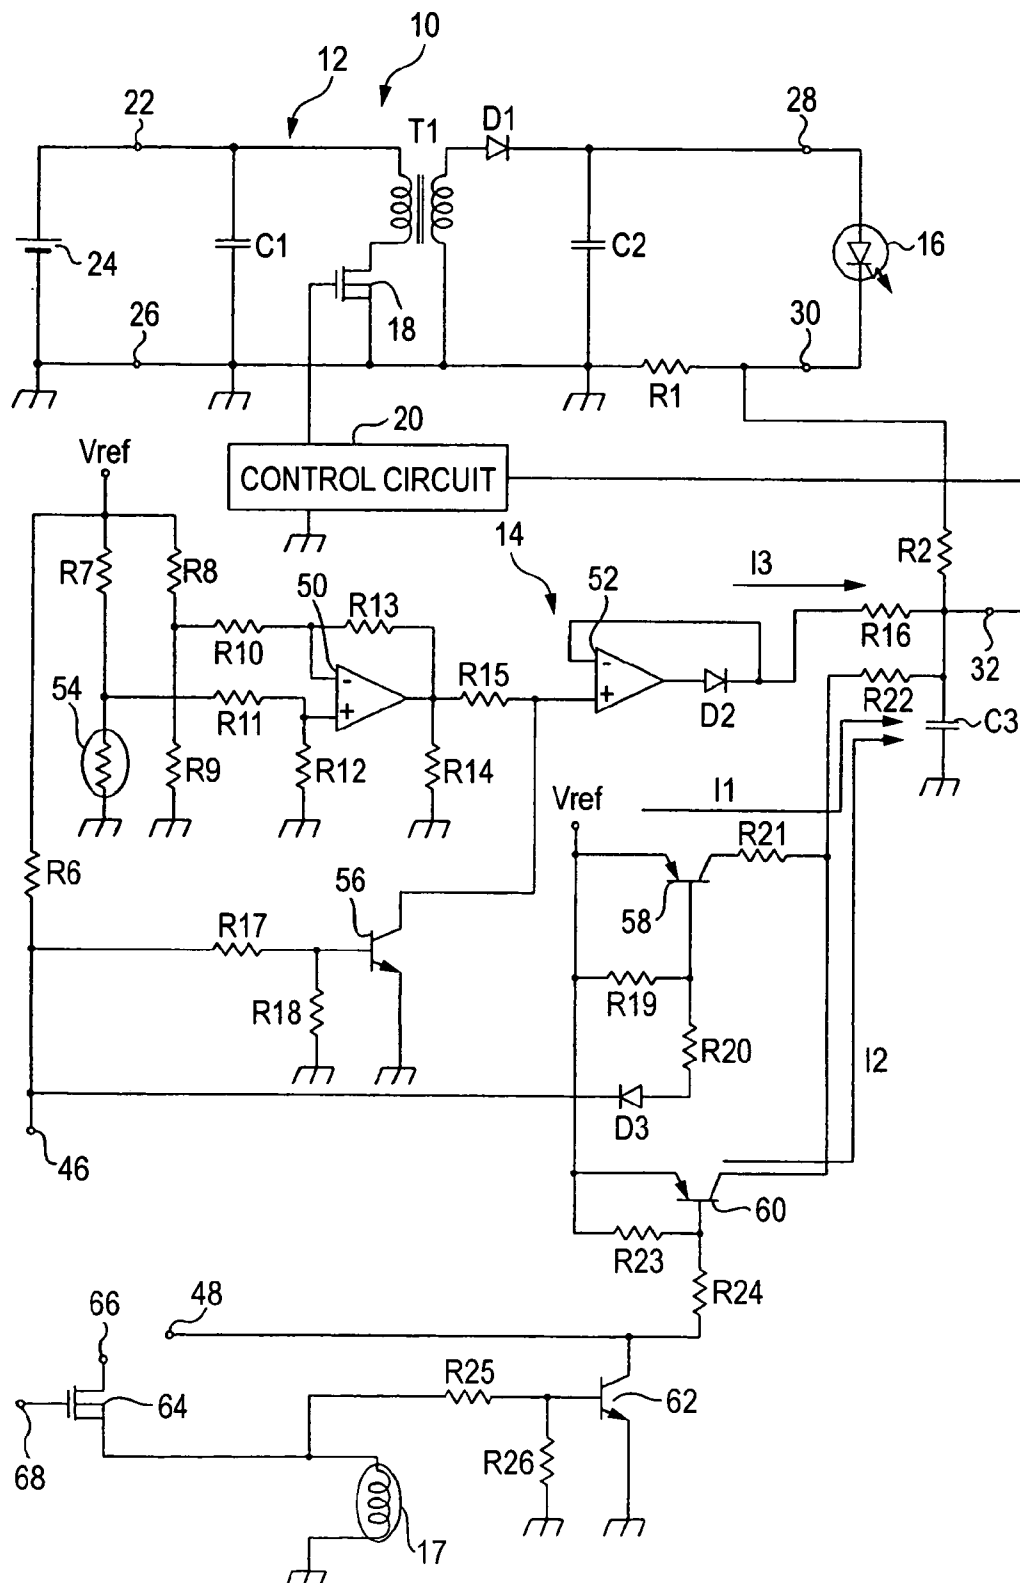 10
12
22
T1
D1
28
24
C1
18
C2
16
26
30
R1
20
Vref
CONTROL CIRCUIT
14
R2
R7
R8
50
R13
52
I3
R10
R15
R16
32
54
R11
D2
R22
C3
R9
R12
R14
I1
Vref
R21
R6
56
58
R17
R19
R18
R20
I2
D3
46
60
R23
R24
48
66
R25
64
62
68
R26
17